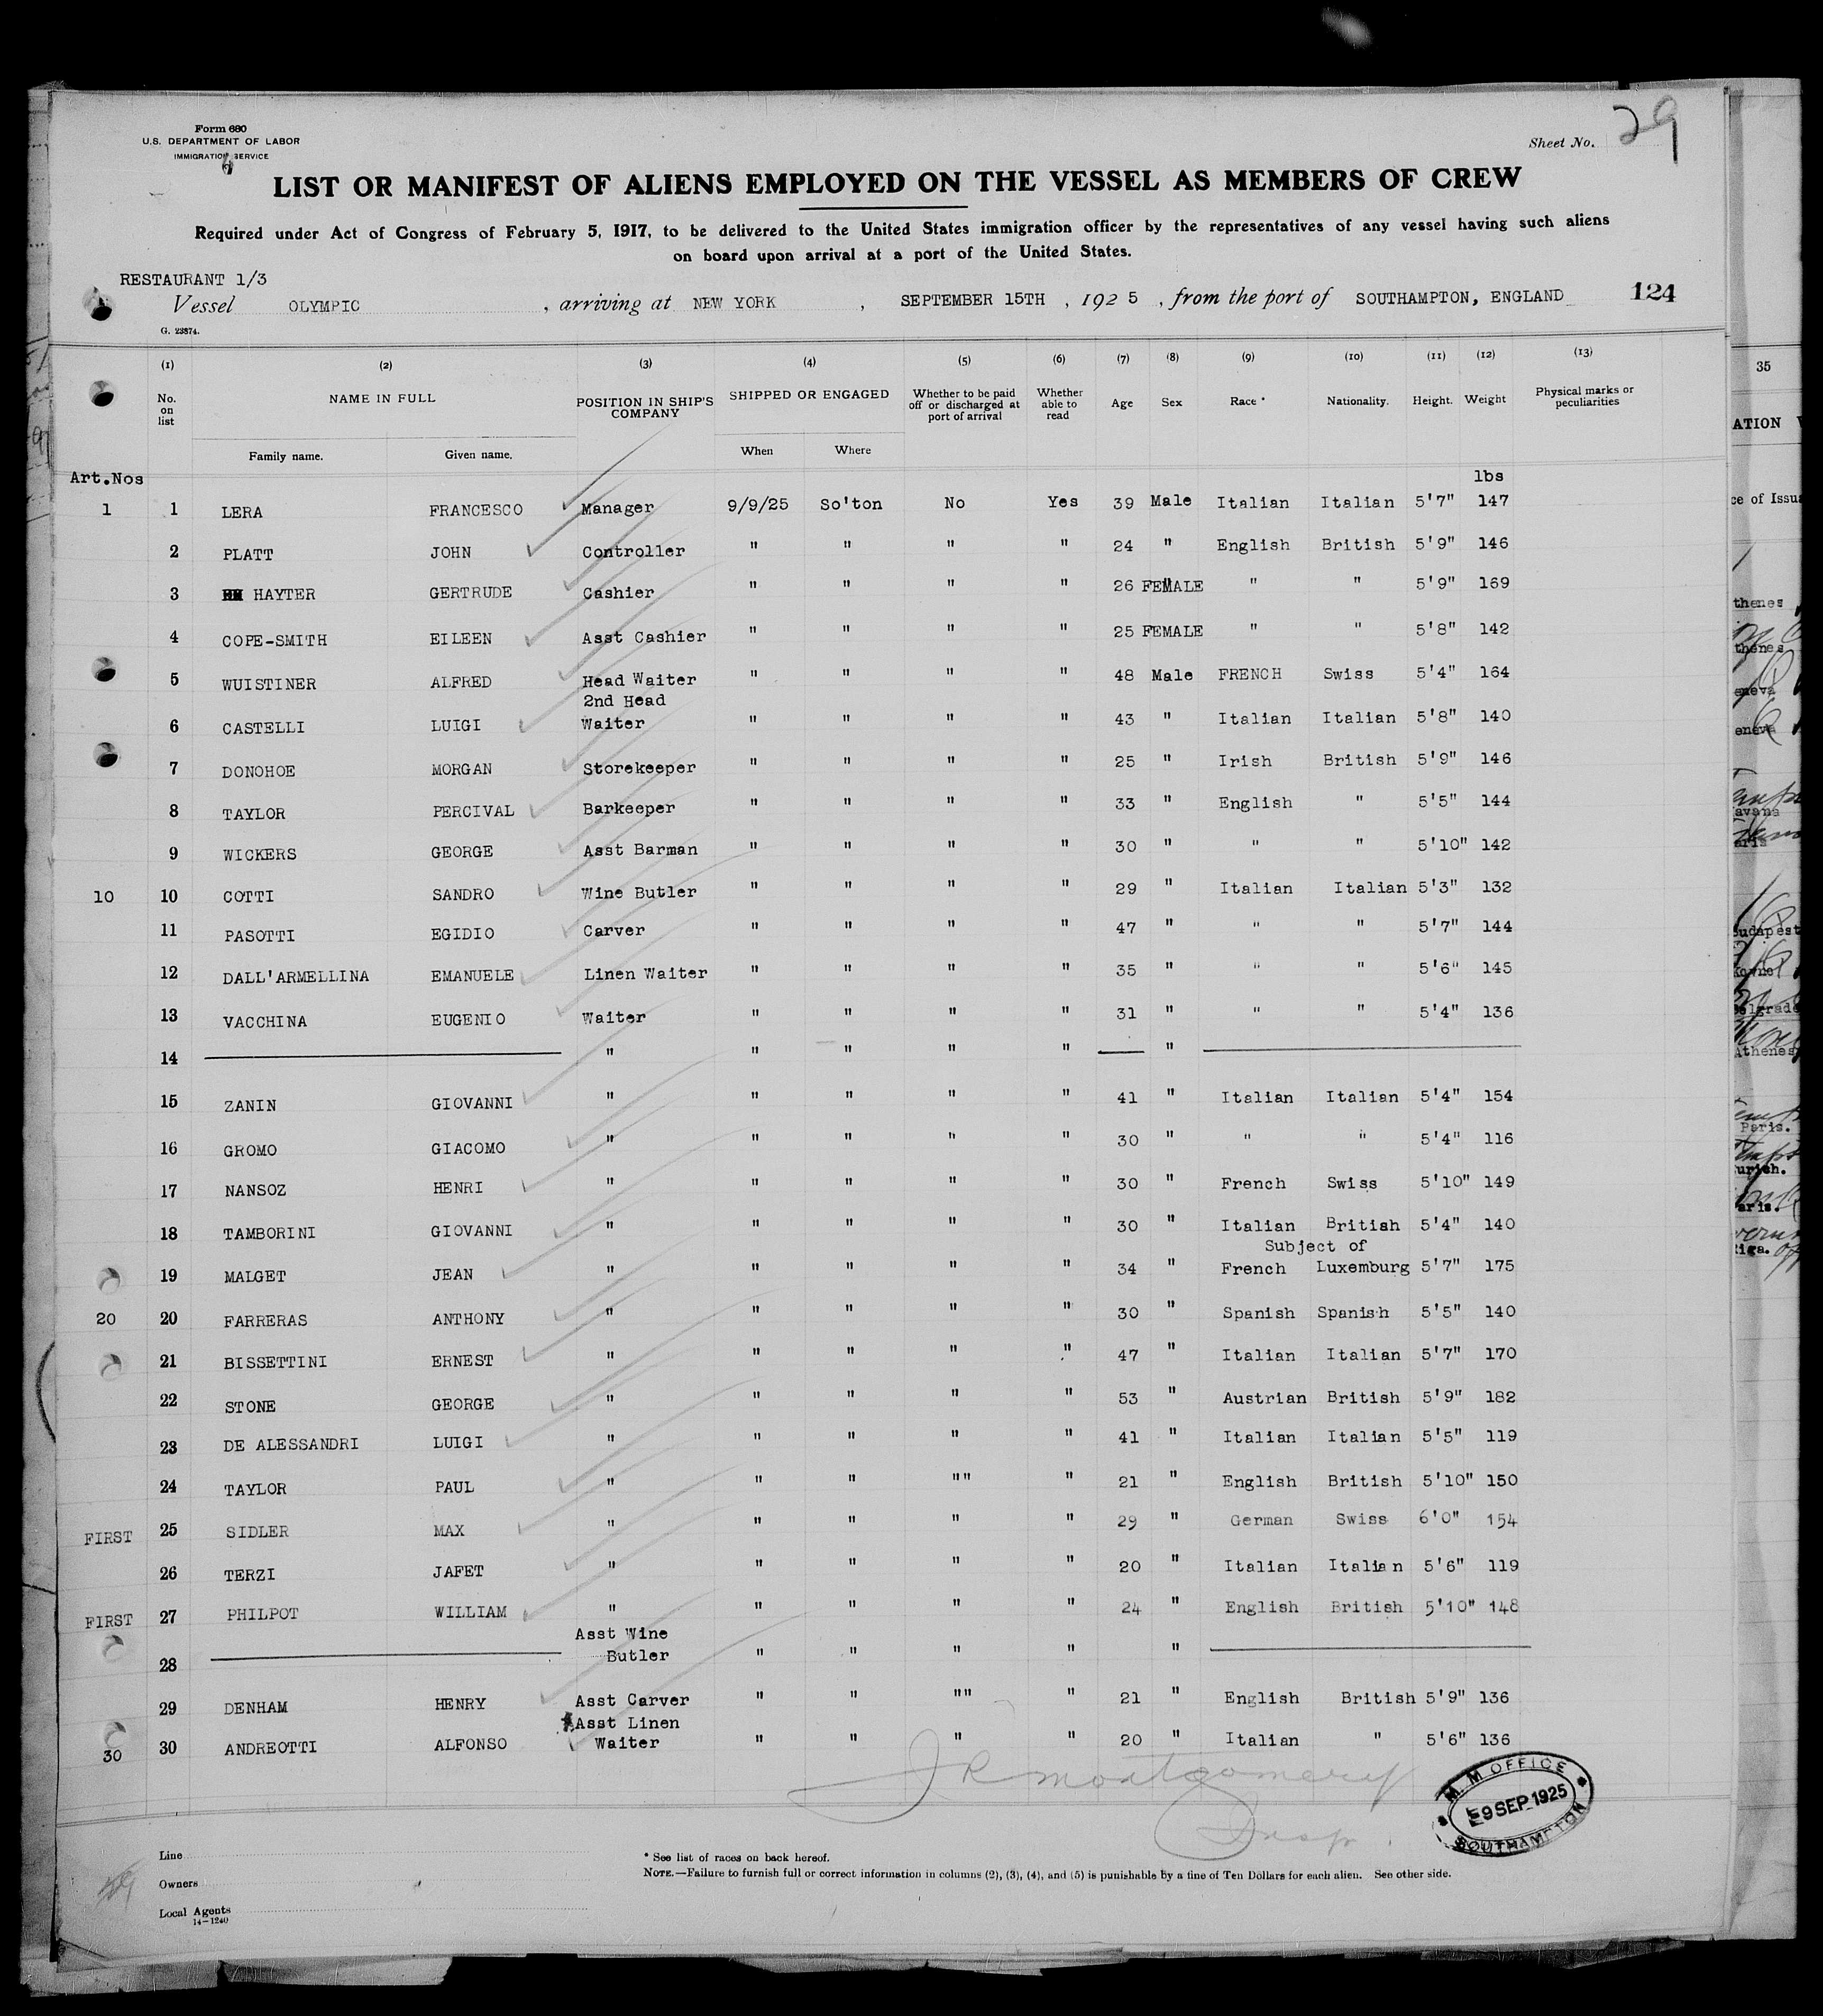 Form 680
U.S. DEPARTMENT OF LABOR
IMMIGRATION SERVICE
Sheet No. 29
LIST OR MANIFEST OF ALIENS EMPLOYED ON THE VESSEL AS MEMBERS OF CREW
Required under Act of Congress of February 5, 1917, to be delivered to the United States immigration officer by the representatives of any vessel having such aliens
on board upon arrival at a port of the United States.
RESTAURANT 1/3
Vessel OLYMPIC , arriving at NEW YORK , SEPTEMBER 15TH , 192 5 , from the port of SOUTHAMPTON, ENGLAND 124
G. 23874.
(1) (2) (3) (4) (5) (6) (7) (8) (9) (10) (11) (12) (13)
No. on list NAME IN FULL POSITION IN SHIP'S COMPANY SHIPPED OR ENGAGED Whether to be paid off or discharged at port of arrival Whether able to read Age Sex Race * Nationality. Height. Weight Physical marks or peculiarities
Family name. Given name. When Where
Art.Nos lbs
1 1 LERA FRANCESCO Manager 9/9/25 So'ton No Yes 39 Male Italian Italian 5'7" 147
2 PLATT JOHN Controller " " " " 24 " English British 5'9" 146
3 HAYTER GERTRUDE Cashier " " " " 26 FEMALE " " 5'9" 169
4 COPE-SMITH EILEEN Asst Cashier " " " " 25 FEMALE " " 5'8" 142
5 WUISTINER ALFRED Head Waiter " " " " 48 Male FRENCH Swiss 5'4" 164
2nd Head
6 CASTELLI LUIGI Waiter " " " " 43 " Italian Italian 5'8" 140
7 DONOHOE MORGAN Storekeeper " " " " 25 " Irish British 5'9" 146
8 TAYLOR PERCIVAL Barkeeper " " " " 33 " English " 5'5" 144
9 WICKERS GEORGE Asst Barman " " " " 30 " " " 5'10" 142
10 10 COTTI SANDRO Wine Butler " " " " 29 " Italian Italian 5'3" 132
11 PASOTTI EGIDIO Carver " " " " 47 " " " 5'7" 144
12 DALL'ARMELLINA EMANUELE Linen Waiter " " " " 35 " " " 5'6" 145
13 VACCHINA EUGENIO Waiter " " " " 31 " " " 5'4" 136
14 " " " " " "
15 ZANIN GIOVANNI " " " " " 41 " Italian Italian 5'4" 154
16 GROMO GIACOMO " " " " " 30 " " " 5'4" 116
17 NANSOZ HENRI " " " " " 30 " French Swiss 5'10" 149
18 TAMBORINI GIOVANNI " " " " " 30 " Italian British 5'4" 140
Subject of
19 MALGET JEAN " " " " " 34 " French Luxemburg 5'7" 175
20 20 FARRERAS ANTHONY " " " " " 30 " Spanish Spanish 5'5" 140
21 BISSETTINI ERNEST " " " " " 47 " Italian Italian 5'7" 170
22 STONE GEORGE " " " " " 53 " Austrian British 5'9" 182
23 DE ALESSANDRI LUIGI " " " " " 41 " Italian Italian 5'5" 119
24 TAYLOR PAUL " " " "" " 21 " English British 5'10" 150
FIRST 25 SIDLER MAX " " " " " 29 " German Swiss 6'0" 154
26 TERZI JAFET " " " " " 20 " Italian Italian 5'6" 119
FIRST 27 PHILPOT WILLIAM " " " " " 24 " English British 5'10" 148
Asst Wine
28 Butler " " " " "
29 DENHAM HENRY Asst Carver " " "" " 21 " English British 5'9" 136
Asst Linen
30 30 ANDREOTTI ALFONSO Waiter " " " " 20 " Italian " 5'6" 136
J R Montgomery
Insp.
M. M OFFICE
9 SEP 1925
SOUTHAMPTON
Line
Owners
Local Agents
14-1240
* See list of races on back hereof.
NOTE.—Failure to furnish full or correct information in columns (2), (3), (4), and (5) is punishable by a fine of Ten Dollars for each alien. See other side.
35
ATION
ce of Issu
thenes
thenes
eneva
eneva
avana
aris
Budapest
Kovno
elgrade
Athenes
Paris.
urich.
aris.
iga.